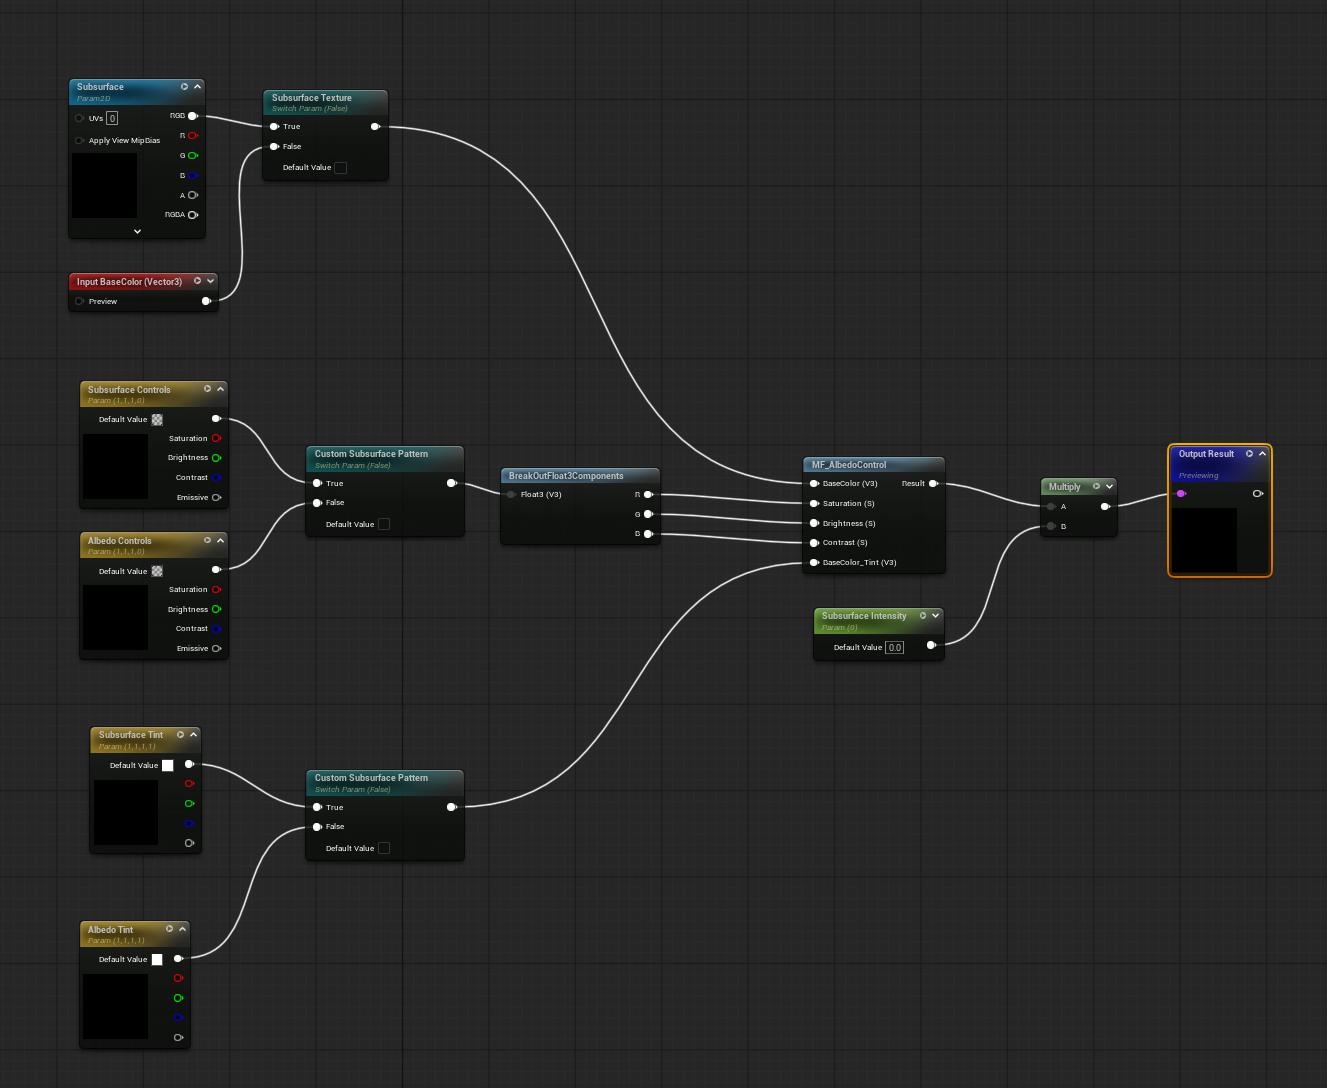 Subsurface
Param2D
UVs 0
RGB
Apply View MipBias
R
G
B
A
RGBA
Subsurface Texture
Switch Param (False)
True
False
Default Value
Input BaseColor (Vector3)
Preview
Subsurface Controls
Param (1,1,1,0)
Default Value
Saturation
Brightness
Contrast
Emissive
Albedo Controls
Param (1,1,1,0)
Default Value
Saturation
Brightness
Contrast
Emissive
Custom Subsurface Pattern
Switch Param (False)
True
False
Default Value
BreakOutFloat3Components
Float3 (V3)
R
G
B
MF_AlbedoControl
BaseColor (V3)
Result
Saturation (S)
Brightness (S)
Contrast (S)
BaseColor_Tint (V3)
Subsurface Intensity
Param (0)
Default Value 0.0
Multiply
A
B
Output Result
Previewing
Subsurface Tint
Param (1,1,1,1)
Default Value
Custom Subsurface Pattern
Switch Param (False)
True
False
Default Value
Albedo Tint
Param (1,1,1,1)
Default Value